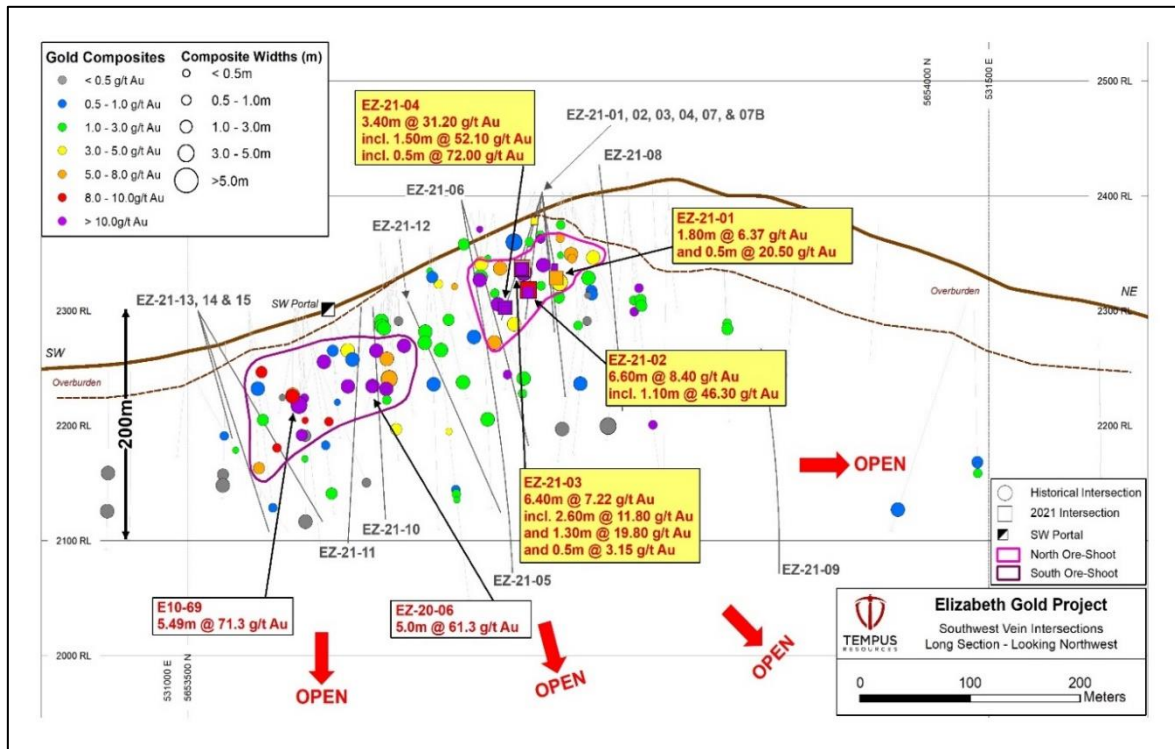 Gold Composites
< 0.5 g/t Au
0.5 - 1.0g/t Au
1.0 - 3.0g/t Au
3.0 - 5.0g/t Au
5.0 - 8.0g/t Au
8.0 - 10.0g/t Au
> 10.0g/t Au
Composite Widths (m)
< 0.5m
0.5 - 1.0m
1.0 - 3.0m
3.0 - 5.0m
>5.0m
EZ-21-04
3.40m @ 31.20 g/t Au
incl. 1.50m @ 52.10 g/t Au
incl. 0.5m @ 72.00 g/t Au
EZ-21-01, 02, 03, 04, 07, & 07B
EZ-21-08
EZ-21-06
EZ-21-12
5654000 N
531500 E
2500 RL
2400 RL
EZ-21-01
1.80m @ 6.37 g/t Au
and 0.5m @ 20.50 g/t Au
EZ-21-13, 14 & 15
SW Portal
2300 RL
Overburden
NE
2300 RL
SW
Overburden
200m
EZ-21-02
6.60m @ 8.40 g/t Au
incl. 1.10m @ 46.30 g/t Au
2200 RL
2200 RL
OPEN
EZ-21-03
6.40m @ 7.22 g/t Au
incl. 2.60m @ 11.80 g/t Au
and 1.30m @ 19.80 g/t Au
and 0.5m @ 3.15 g/t Au
Historical Intersection
2021 Intersection
SW Portal
North Ore-Shoot
South Ore-Shoot
EZ-21-10
EZ-21-11
2100 RL
EZ-21-05
EZ-21-09
E10-69
5.49m @ 71.3 g/t Au
EZ-20-06
5.0m @ 61.3 g/t Au
2000 RL
531000 E
5653500 N
OPEN
OPEN
OPEN
TEMPUS
RESOURCES
Elizabeth Gold Project
Southwest Vein Intersections
Long Section - Looking Northwest
0 100 200
Meters